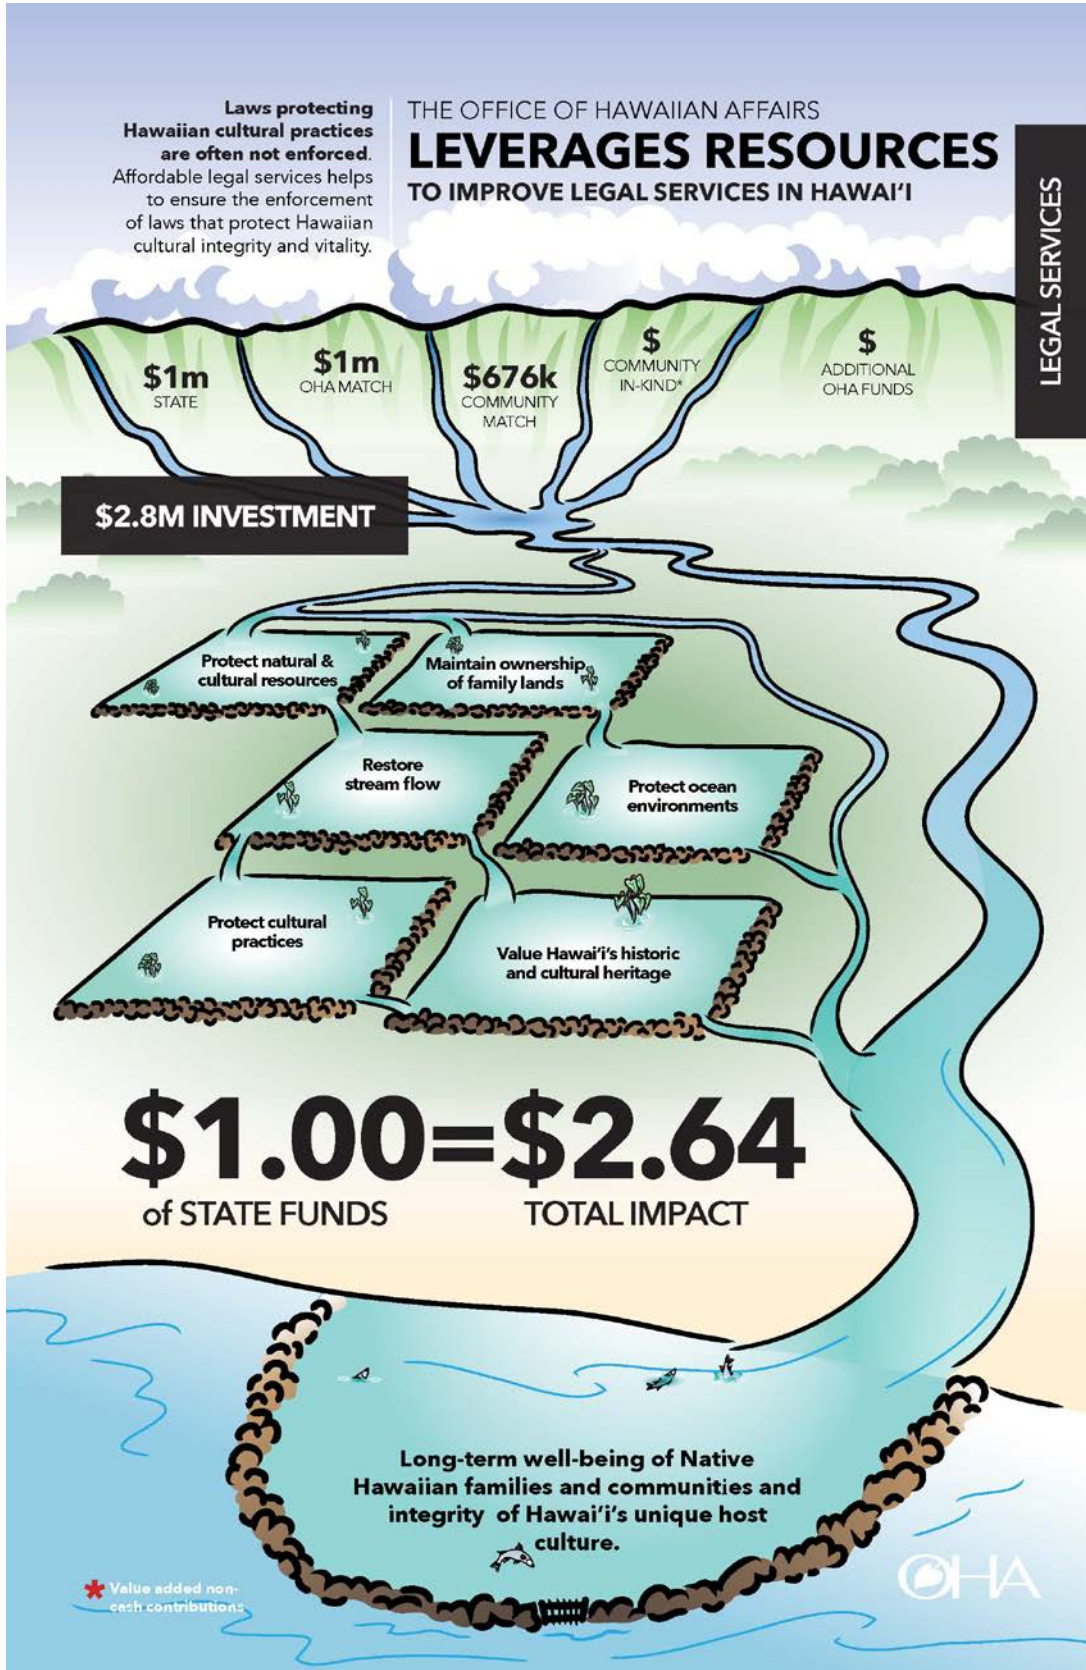 Laws protecting
Hawaiian cultural practices
are often not enforced.
Affordable legal services helps
to ensure the enforcement
of laws that protect Hawaiian
cultural integrity and vitality.
THE OFFICE OF HAWAIIAN AFFAIRS
LEVERAGES RESOURCES
TO IMPROVE LEGAL SERVICES IN HAWAI'I
LEGAL SERVICES
$1m
STATE
$1m
OHA MATCH
$676k
COMMUNITY
MATCH
$
COMMUNITY
IN-KIND*
$
ADDITIONAL
OHA FUNDS
$2.8M INVESTMENT
Protect natural &
cultural resources
Maintain ownership
of family lands
Restore
stream flow
Protect ocean
environments
Protect cultural
practices
Value Hawai'i's historic
and cultural heritage
$1.00=$2.64
of STATE FUNDS
TOTAL IMPACT
Long-term well-being of Native
Hawaiian families and communities and
integrity of Hawai'i's unique host
culture.
* Value added non-
cash contributions
OHA